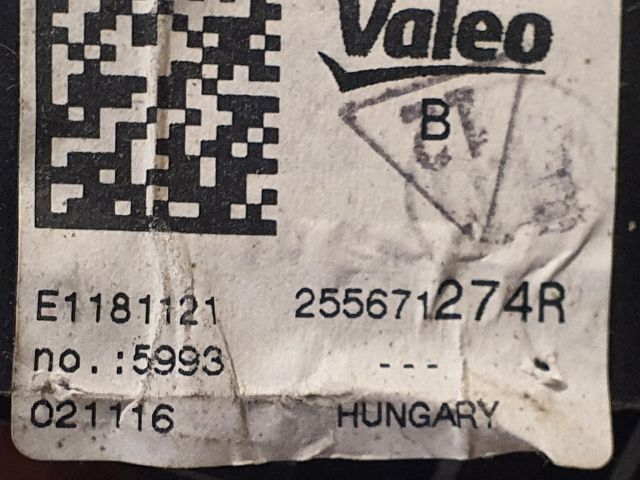 Valeo
B
E1181121 255671274R
no.:5993 ---
021116 HUNGARY